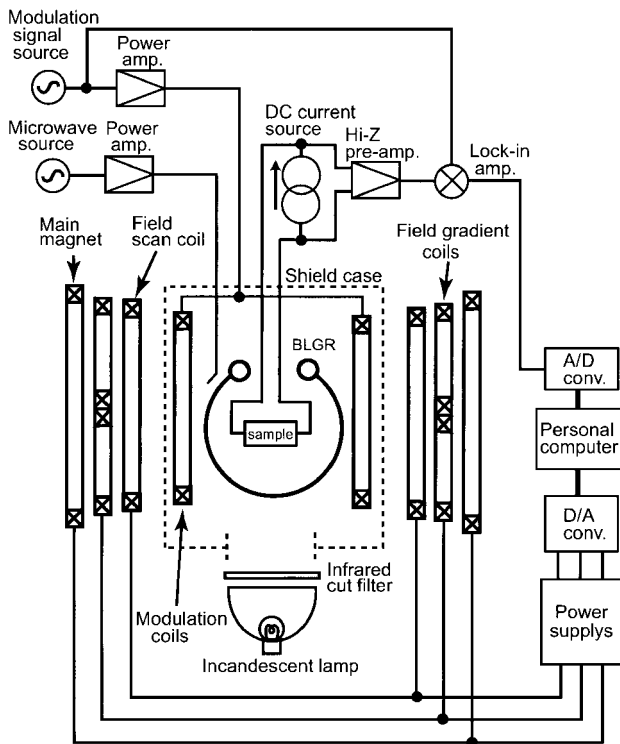 Modulation
signal
source
Power
amp.
Microwave
source
Power
amp.
DC current
source
Hi-Z
pre-amp.
Lock-in
amp.
Main
magnet
Field
scan coil
Field gradient
coils
Shield case
BLGR
sample
A/D
conv.
Personal
computer
D/A
conv.
Power
supplys
Infrared
cut filter
Modulation
coils
Incandescent lamp